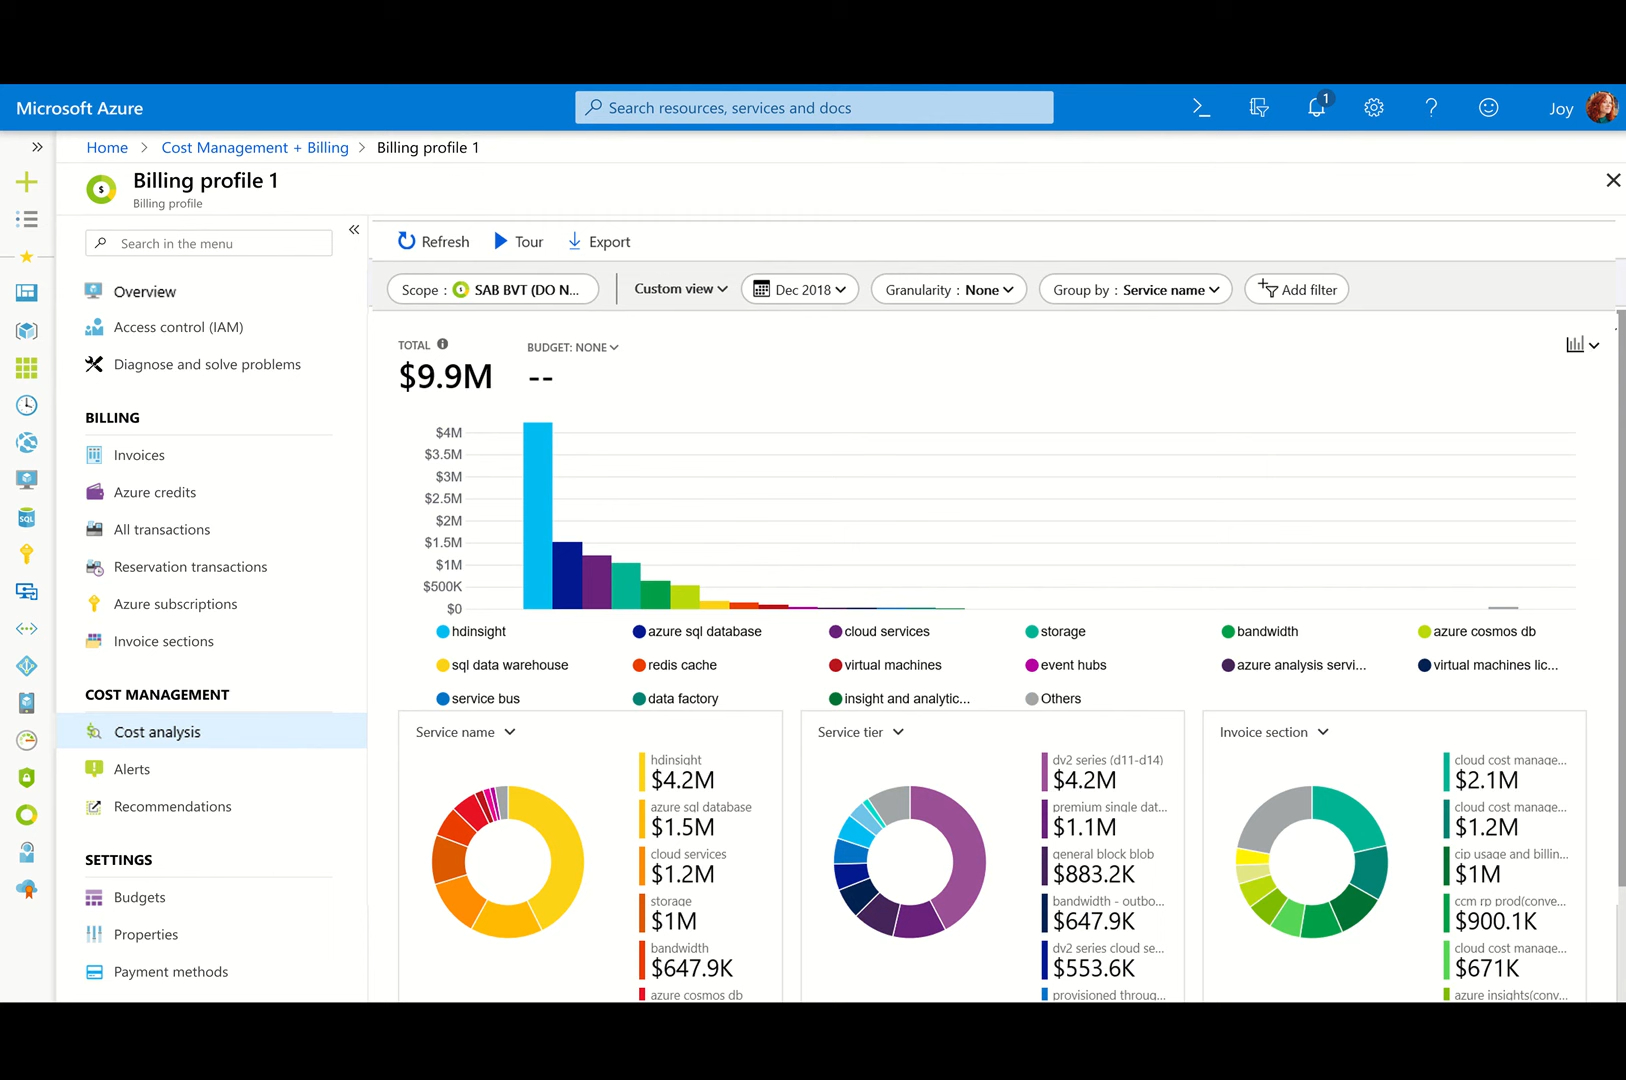 Microsoft Azure
Search resources, services and docs
1
Joy
Home > Cost Management + Billing > Billing profile 1
Billing profile 1
Billing profile
Search in the menu
Overview
Access control (IAM)
Diagnose and solve problems
BILLING
Invoices
Azure credits
All transactions
Reservation transactions
Azure subscriptions
Invoice sections
COST MANAGEMENT
Cost analysis
Alerts
Recommendations
SETTINGS
Budgets
Properties
Payment methods
Refresh Tour Export
Scope : SAB BVT (DO N... Custom view Dec 2018 Granularity : None Group by : Service name Add filter
TOTAL BUDGET: NONE
$9.9M --
$4M
$3.5M
$3M
$2.5M
$2M
$1.5M
$1M
$500K
$0
hdinsight azure sql database cloud services storage bandwidth azure cosmos db
sql data warehouse redis cache virtual machines event hubs azure analysis servi... virtual machines lic...
service bus data factory insight and analytic... Others
Service name
hdinsight
$4.2M
azure sql database
$1.5M
cloud services
$1.2M
storage
$1M
bandwidth
$647.9K
azure cosmos db
Service tier
dv2 series (d11-d14)
$4.2M
premium single dat...
$1.1M
general block blob
$883.2K
bandwidth - outbo...
$647.9K
dv2 series cloud se...
$553.6K
provisioned throug...
Invoice section
cloud cost manage...
$2.1M
cloud cost manage...
$1.2M
cip usage and billin...
$1M
ccm rp prod(conve...
$900.1K
cloud cost manage...
$671K
azure insights(conv...